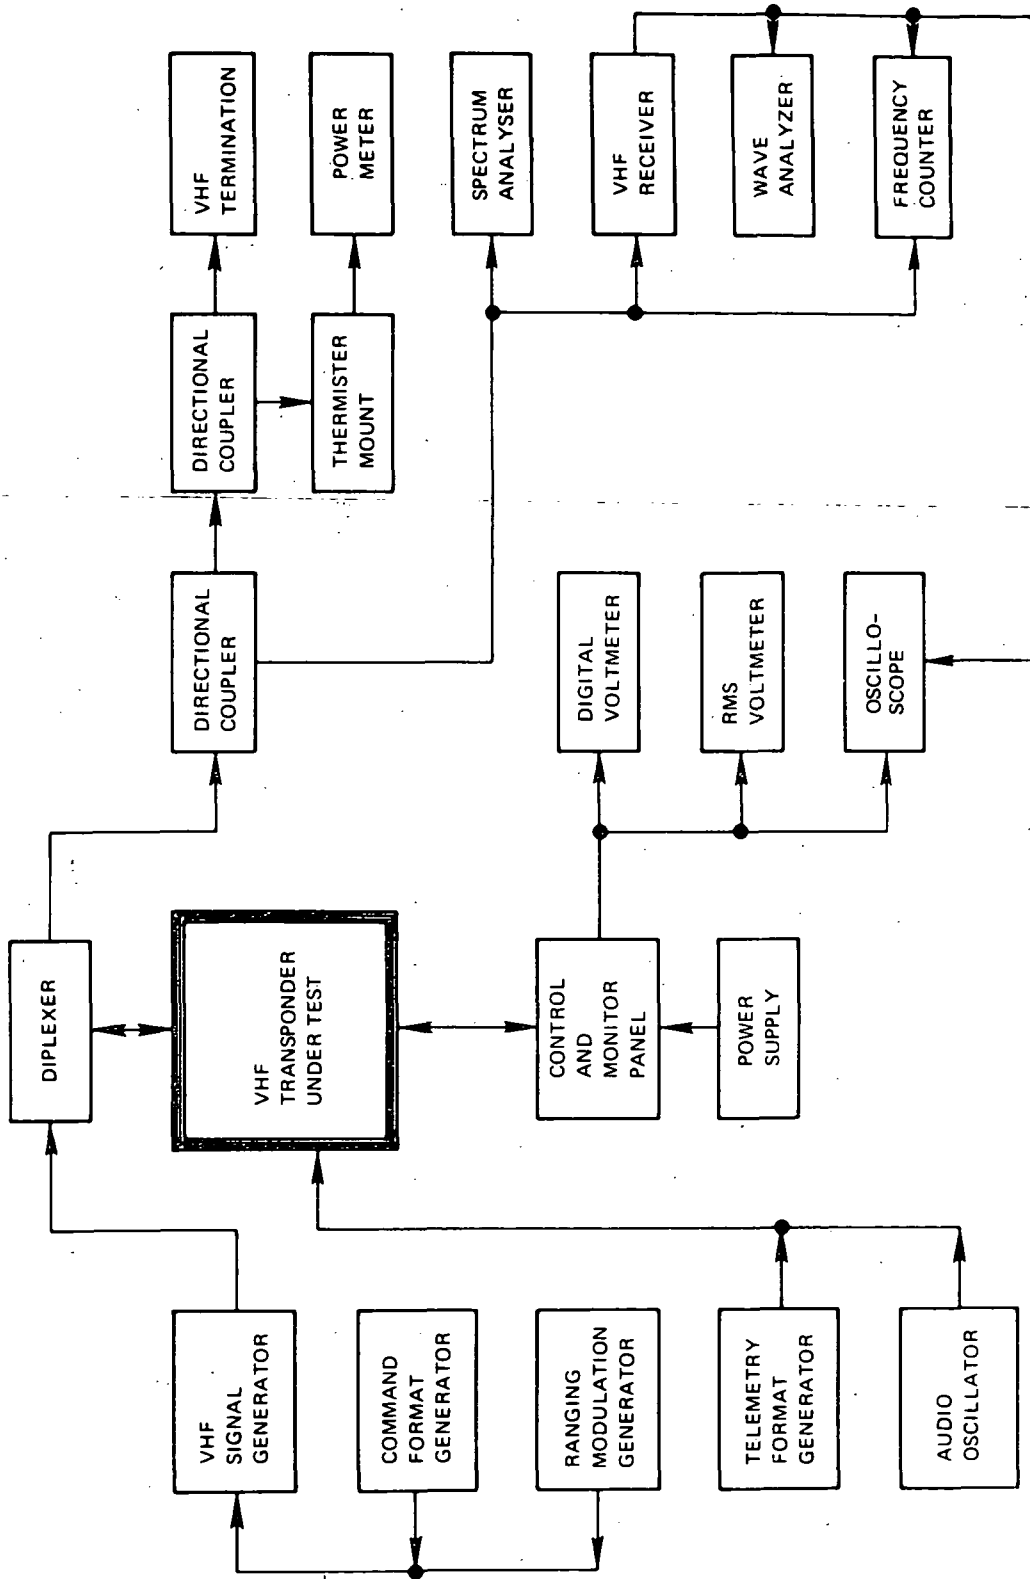 VHF
SIGNAL
GENERATOR
COMMAND
FORMAT
GENERATOR
RANGING
MODULATION
GENERATOR
TELEMETRY
FORMAT
GENERATOR
AUDIO
OSCILLATOR
DIPLEXER
VHF
TRANSPONDER
UNDER TEST
CONTROL
AND
MONITOR
PANEL
POWER
SUPPLY
DIRECTIONAL
COUPLER
DIGITAL
VOLTMETER
RMS
VOLTMETER
OSCILLO-
SCOPE
DIRECTIONAL
COUPLER
THERMISTER
MOUNT
VHF
TERMINATION
POWER
METER
SPECTRUM
ANALYSER
VHF
RECEIVER
WAVE
ANALYZER
FREQUENCY
COUNTER